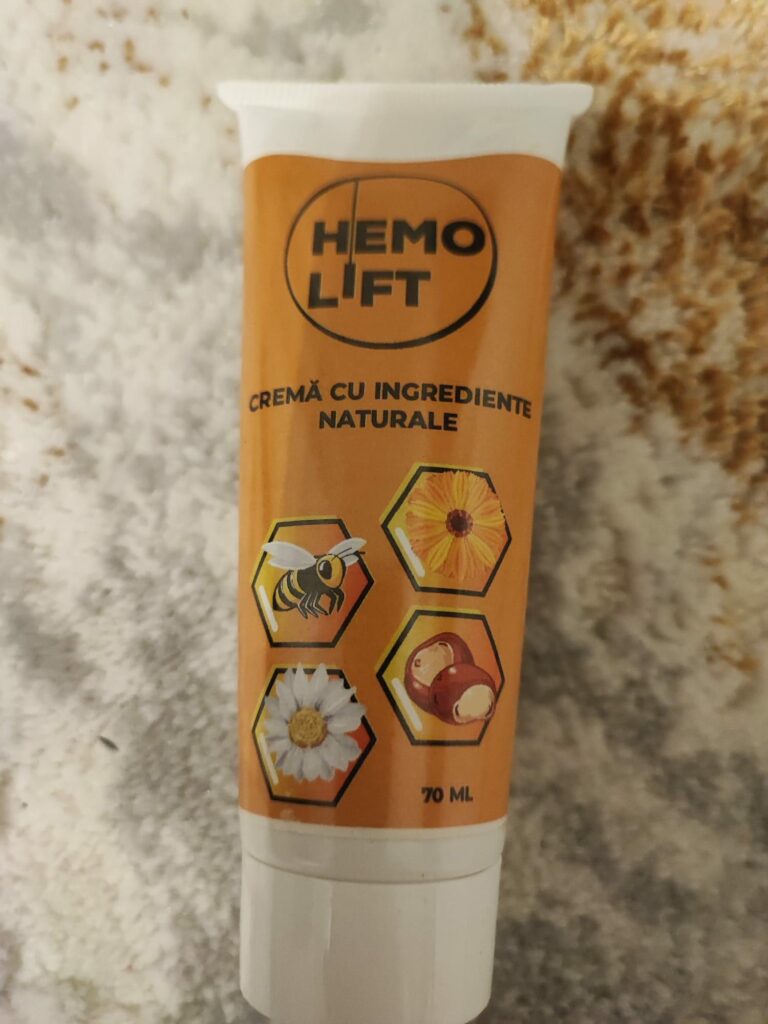 HEMO
LIFT
CREMĂ CU INGREDIENTE
NATURALE
70 ML